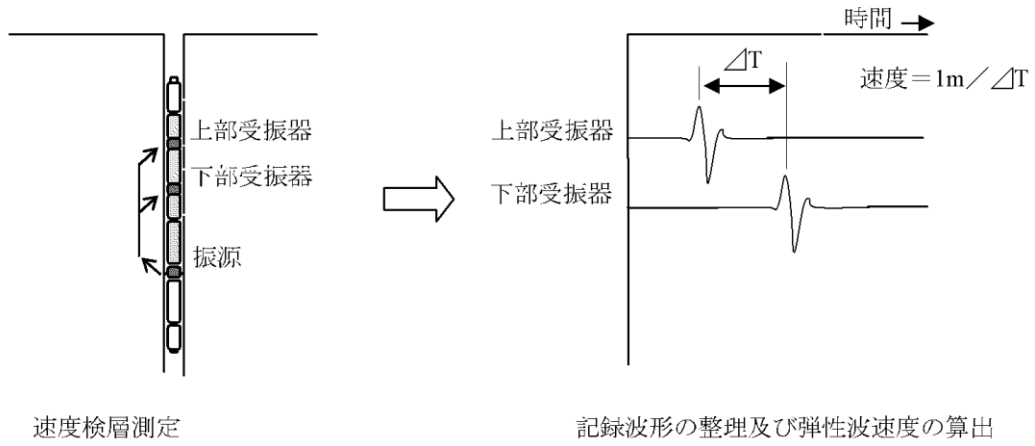 時間
⊿T
速度＝1m／⊿T
上部受振器
下部受振器
振源
上部受振器
下部受振器
速度検層測定
記録波形の整理及び弾性波速度の算出